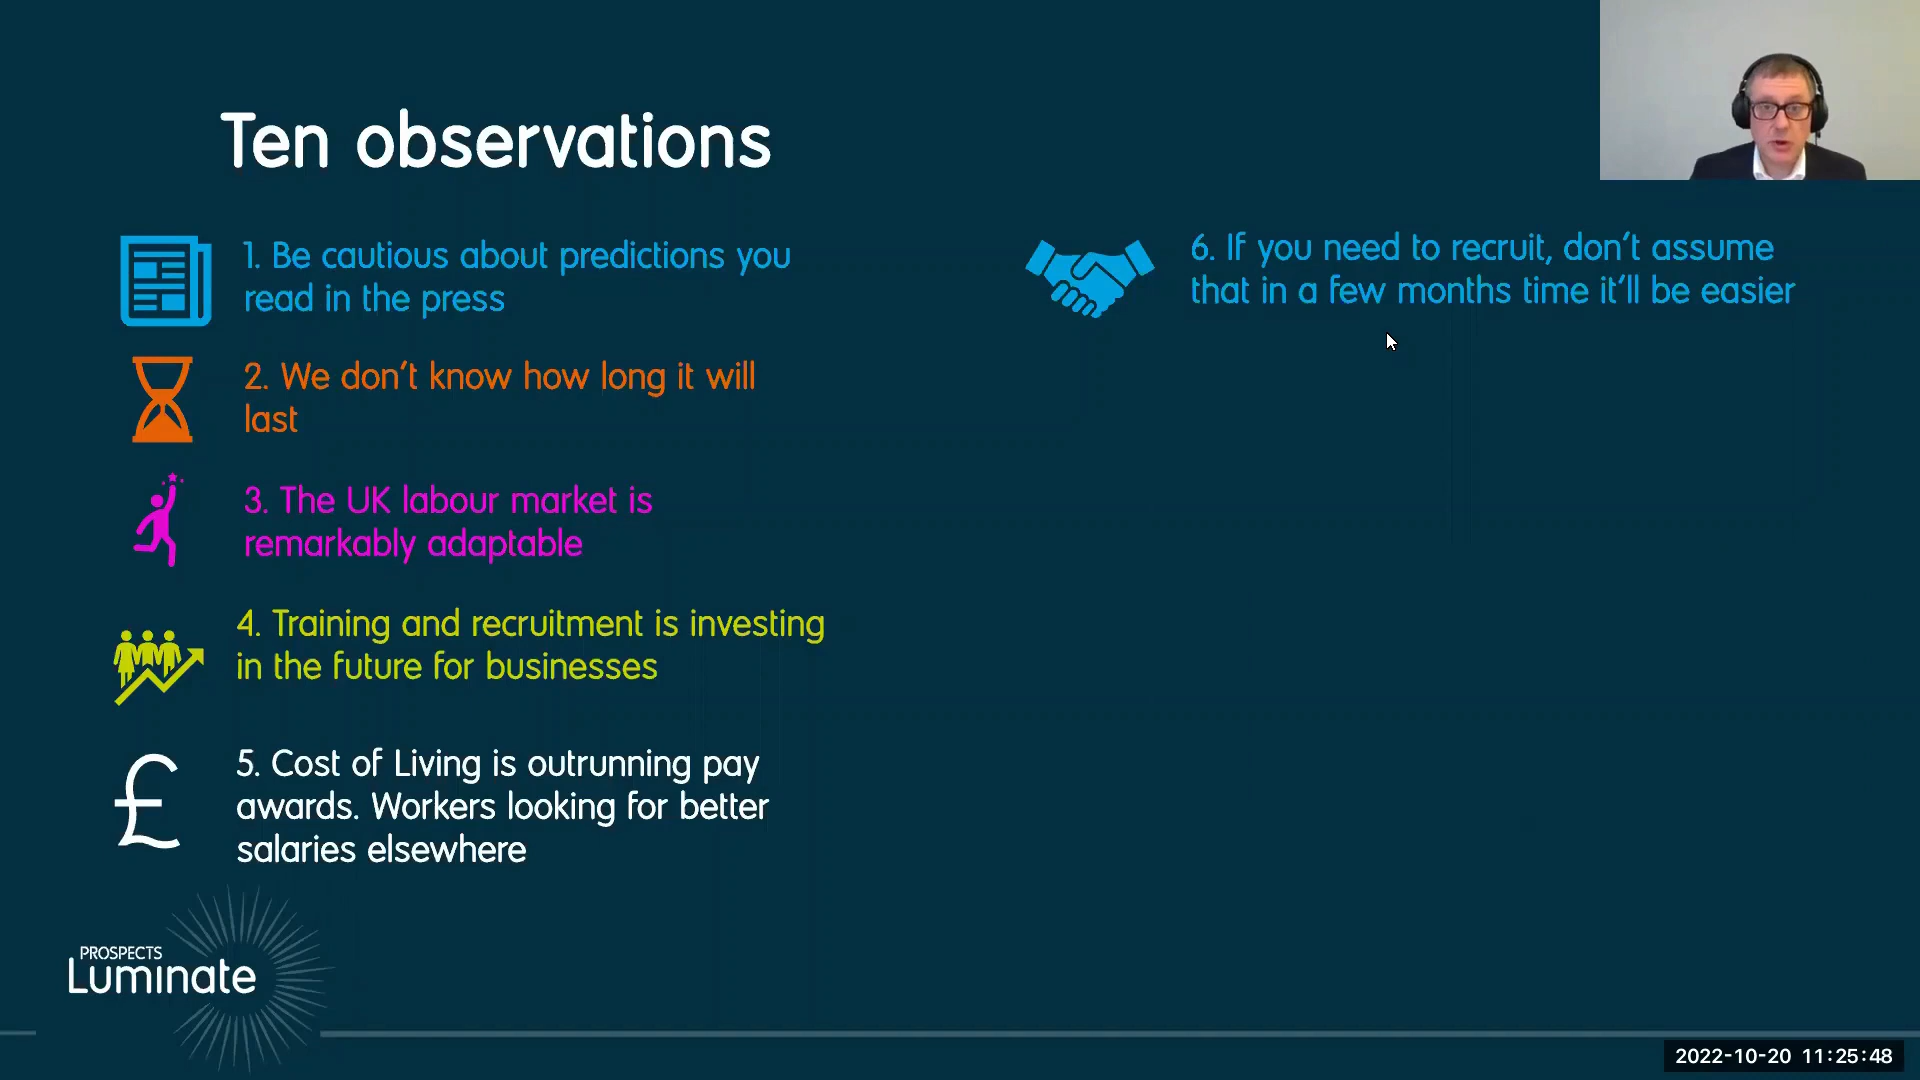 Ten observations
1. Be cautious about predictions you
read in the press
2. We don't know how long it will
last
3. The UK labour market is
remarkably adaptable
4. Training and recruitment is investing
in the future for businesses
£
5. Cost of Living is outrunning pay
awards. Workers looking for better
salaries elsewhere
6. If you need to recruit, don't assume
that in a few months time it'll be easier
PROSPECTS
Luminate
2022-10-20 11:25:48